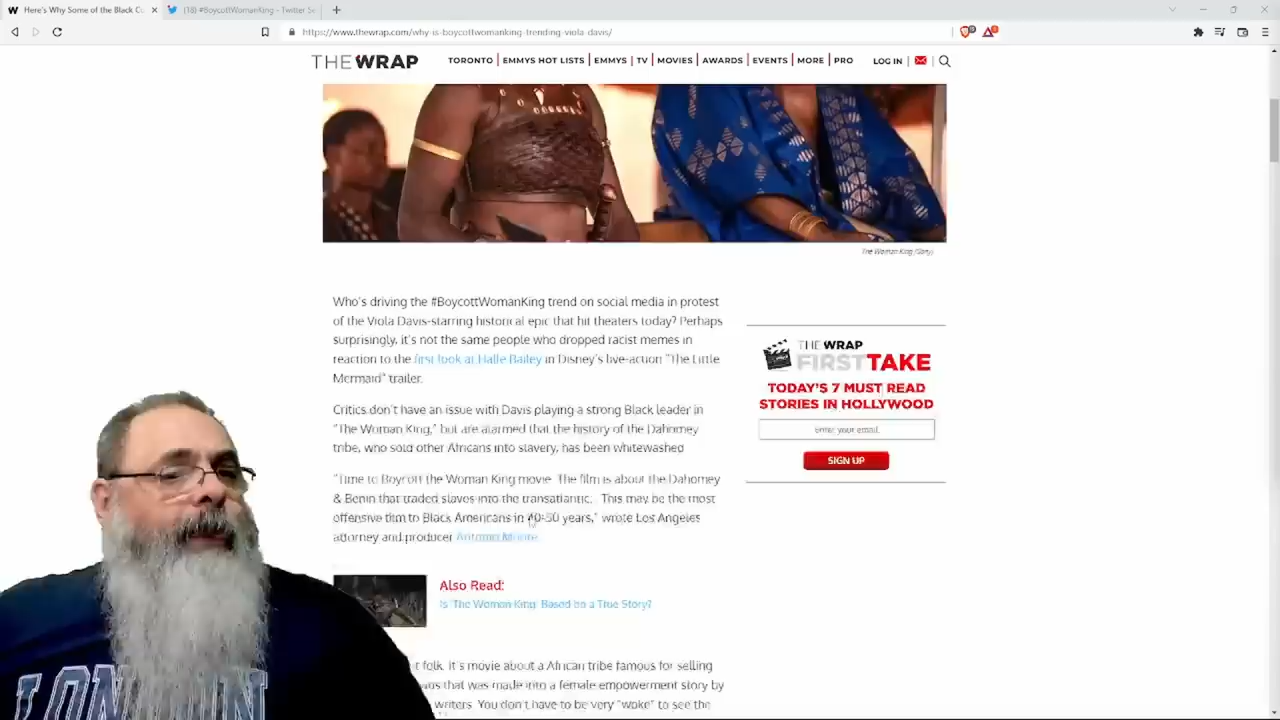 Here's Why Some of the Black C
(18) #BoycottWomanKing - Twitter S
https://www.thewrap.com/why-is-boycottwomanking-trending-viola-davis/
THE WRAP
TORONTO | EMMYS HOT LISTS | EMMYS | TV | MOVIES | AWARDS | EVENTS | MORE | PRO
LOG IN
The Woman King (Sony)
Who's driving the #BoycottWomanKing trend on social media in protest
of the Viola Davis-starring historical epic that hit theaters today? Perhaps
surprisingly, it's not the same people who dropped racist memes in
reaction to the first look at Halle Bailey in Disney's live-action "The Little
Mermaid" trailer.
Critics don't have an issue with Davis playing a strong Black leader in
"The Woman King," but are alarmed that the history of the Dahomey
tribe, who sold other Africans into slavery, has been whitewashed
"Time to Boycott the Woman King movie. The film is about the Dahomey
& Benin that traded slaves into the transatlantic. This may be the most
offensive film to Black Americans in 40-50 years," wrote Los Angeles
attorney and producer Antonio Moore.
Also Read:
Is 'The Woman King' Based on a True Story?
t folk. It's movie about a African tribe famous for selling
that was made into a female empowerment story by
writers. You don't have to be very "woke" to see the
THE WRAP
FIRST TAKE
TODAY'S 7 MUST READ
STORIES IN HOLLYWOOD
enter your email
SIGN UP
LONDON